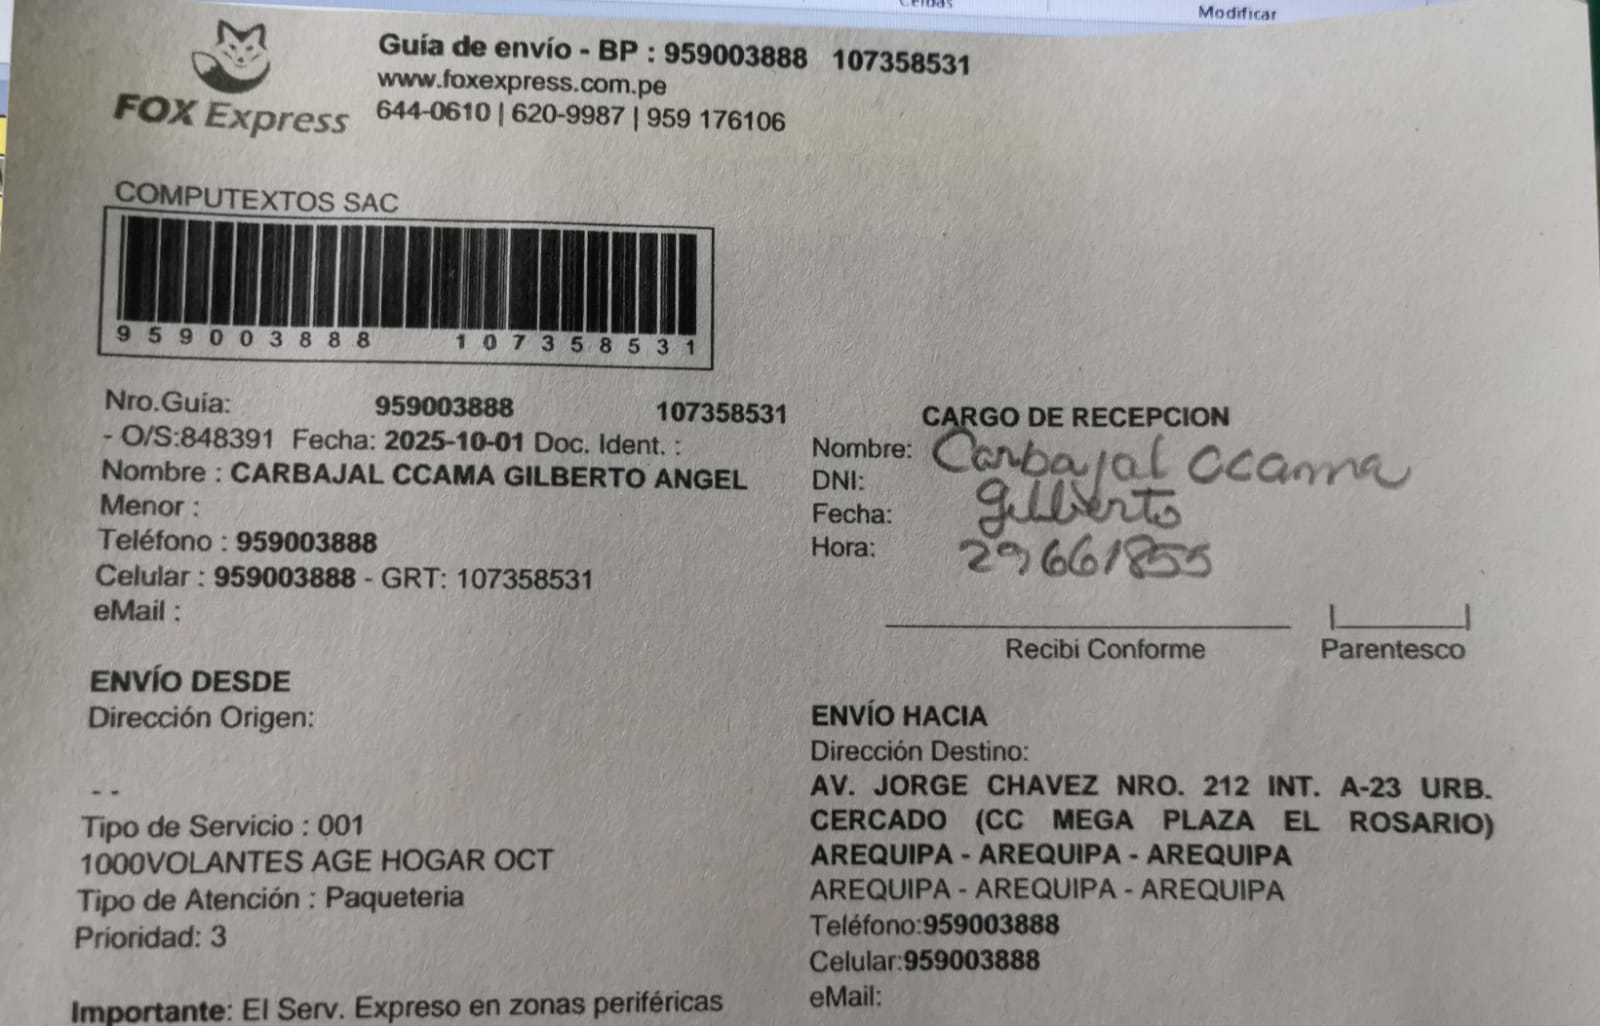 Celdas
Modificar
FOX Express
Guía de envío - BP : 959003888 107358531
www.foxexpress.com.pe
644-0610 | 620-9987 | 959 176106
COMPUTEXTOS SAC
959003888 107358531
Nro.Guía: 959003888 107358531
- O/S:848391 Fecha: 2025-10-01 Doc. Ident. :
Nombre : CARBAJAL CCAMA GILBERTO ANGEL
Menor :
Teléfono : 959003888
Celular : 959003888 - GRT: 107358531
eMail :
CARGO DE RECEPCION
Nombre: Carbajal Ccama
DNI:
Fecha: Gilberto
Hora: 29661855
Recibi Conforme
Parentesco
ENVÍO DESDE
Dirección Origen:
- -
Tipo de Servicio : 001
1000VOLANTES AGE HOGAR OCT
Tipo de Atención : Paqueteria
Prioridad: 3
Importante: El Serv. Expreso en zonas periféricas
ENVÍO HACIA
Dirección Destino:
AV. JORGE CHAVEZ NRO. 212 INT. A-23 URB.
CERCADO (CC MEGA PLAZA EL ROSARIO)
AREQUIPA - AREQUIPA - AREQUIPA
AREQUIPA - AREQUIPA - AREQUIPA
Teléfono:959003888
Celular:959003888
eMail: